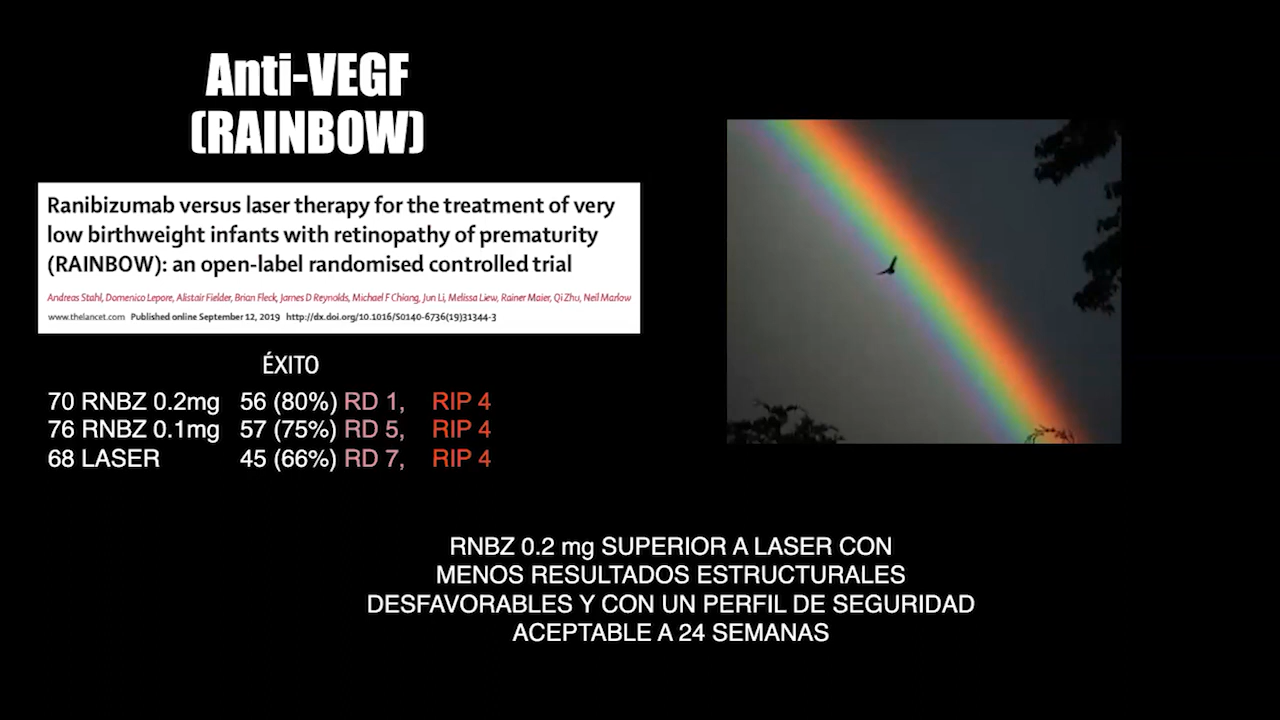 Anti-VEGF
(RAINBOW)
Ranibizumab versus laser therapy for the treatment of very
low birthweight infants with retinopathy of prematurity
(RAINBOW): an open-label randomised controlled trial
Andreas Stahl, Domenico Lepore, Alistair Fielder, Brian Fleck, James D Reynolds, Michael F Chiang, Jun Li, Melissa Liew, Rainer Maier, Qi Zhu, Neil Marlow
www.thelancet.com Published online September 12, 2019 http://dx.doi.org/10.1016/S0140-6736(19)31344-3
ÉXITO
70 RNBZ 0.2mg 56 (80%) RD 1, RIP 4
76 RNBZ 0.1mg 57 (75%) RD 5, RIP 4
68 LASER 45 (66%) RD 7, RIP 4
RNBZ 0.2 mg SUPERIOR A LASER CON
MENOS RESULTADOS ESTRUCTURALES
DESFAVORABLES Y CON UN PERFIL DE SEGURIDAD
ACEPTABLE A 24 SEMANAS